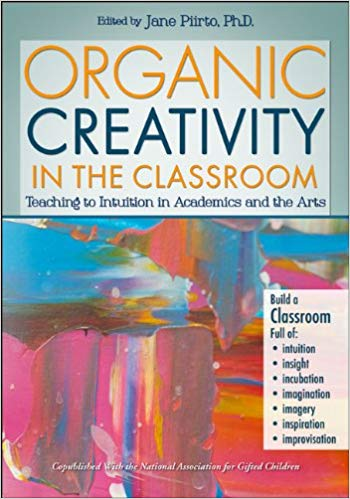 Edited by Jane Piirto, Ph.D.
ORGANIC
CREATIVITY
IN THE CLASSROOM
Teaching to Intuition in Academics and the Arts
Build a
Classroom
Full of:
• intuition
• insight
• incubation
• imagination
• imagery
• inspiration
• improvisation
Copublished With the National Association for Gifted Children